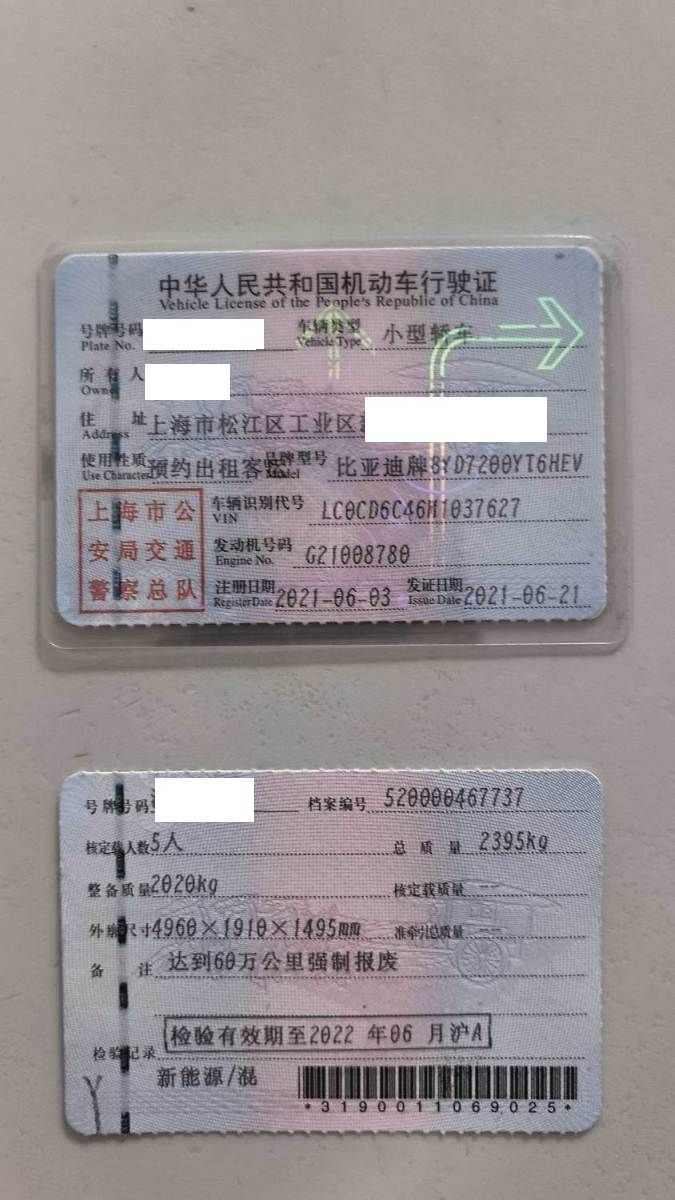 中华人民共和国机动车行驶证
Vehicle License of the People's Republic of China
号牌号码 Plate No. 车辆类型 Vehicle Type 小型轿车
所有人 Owner
住址 Address 上海市松江区工业区
使用性质 Use Character 预约出租客 品牌型号 Model 比亚迪牌BYD7200YT6HEV
上海市公安局交通警察总队
车辆识别代号 VIN LC0CD6C46M1037627
发动机号码 Engine No. G21008780
注册日期 Register Date 2021-06-03 发证日期 Issue Date 2021-06-21
号牌号码 档案编号 520000467737
核定载人数 5人 总质量 2395kg
整备质量 2020kg 核定载质量 --
外廓尺寸 4960×1910×1495mm 准牵引总质量 --
备注 达到60万公里强制报废
检验有效期至2022年06月沪A
检验记录
新能源/混
*3190011069025*